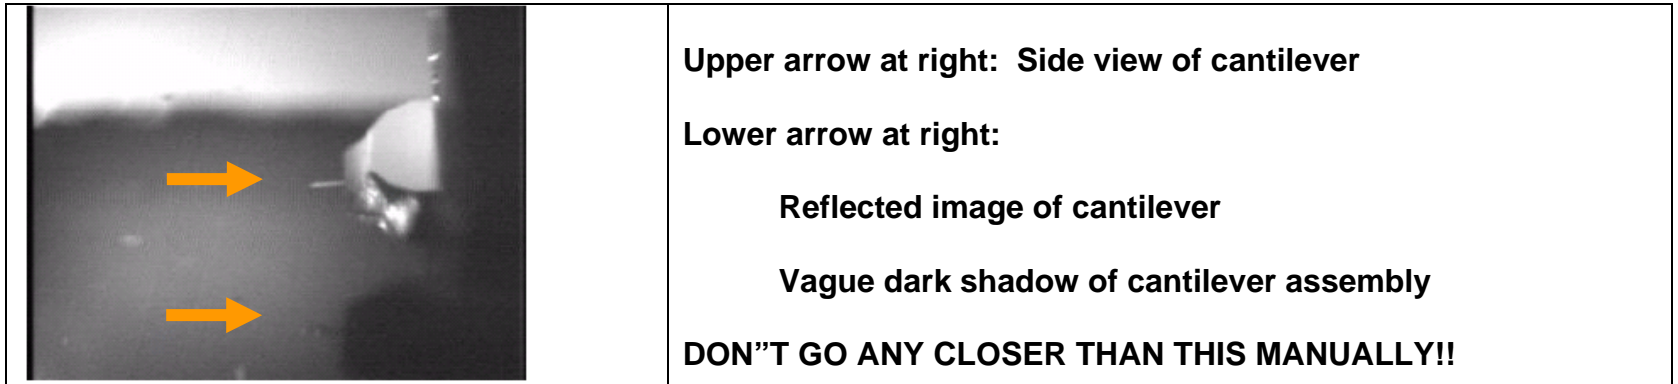 Upper arrow at right:  Side view of cantilever
Lower arrow at right:
Reflected image of cantilever
Vague dark shadow of cantilever assembly
DON”T GO ANY CLOSER THAN THIS MANUALLY!!